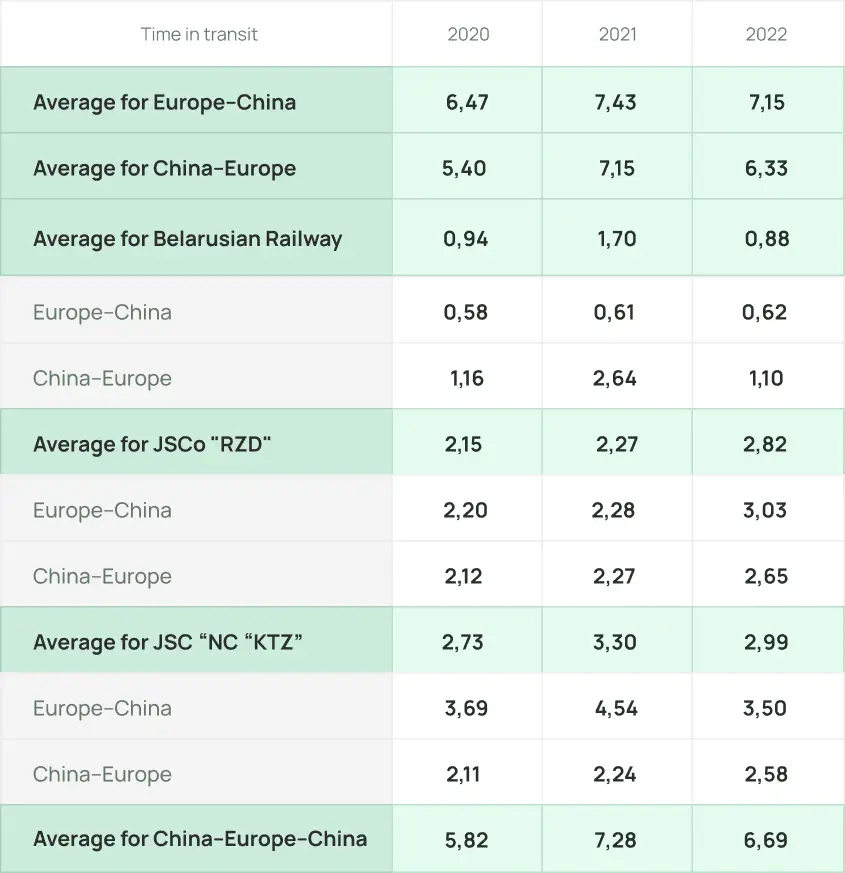 Time in transit 2020 2021 2022
Average for Europe–China 6,47 7,43 7,15
Average for China–Europe 5,40 7,15 6,33
Average for Belarusian Railway 0,94 1,70 0,88
Europe–China 0,58 0,61 0,62
China–Europe 1,16 2,64 1,10
Average for JSCo "RZD" 2,15 2,27 2,82
Europe–China 2,20 2,28 3,03
China–Europe 2,12 2,27 2,65
Average for JSC “NC “KTZ” 2,73 3,30 2,99
Europe–China 3,69 4,54 3,50
China–Europe 2,11 2,24 2,58
Average for China–Europe–China 5,82 7,28 6,69